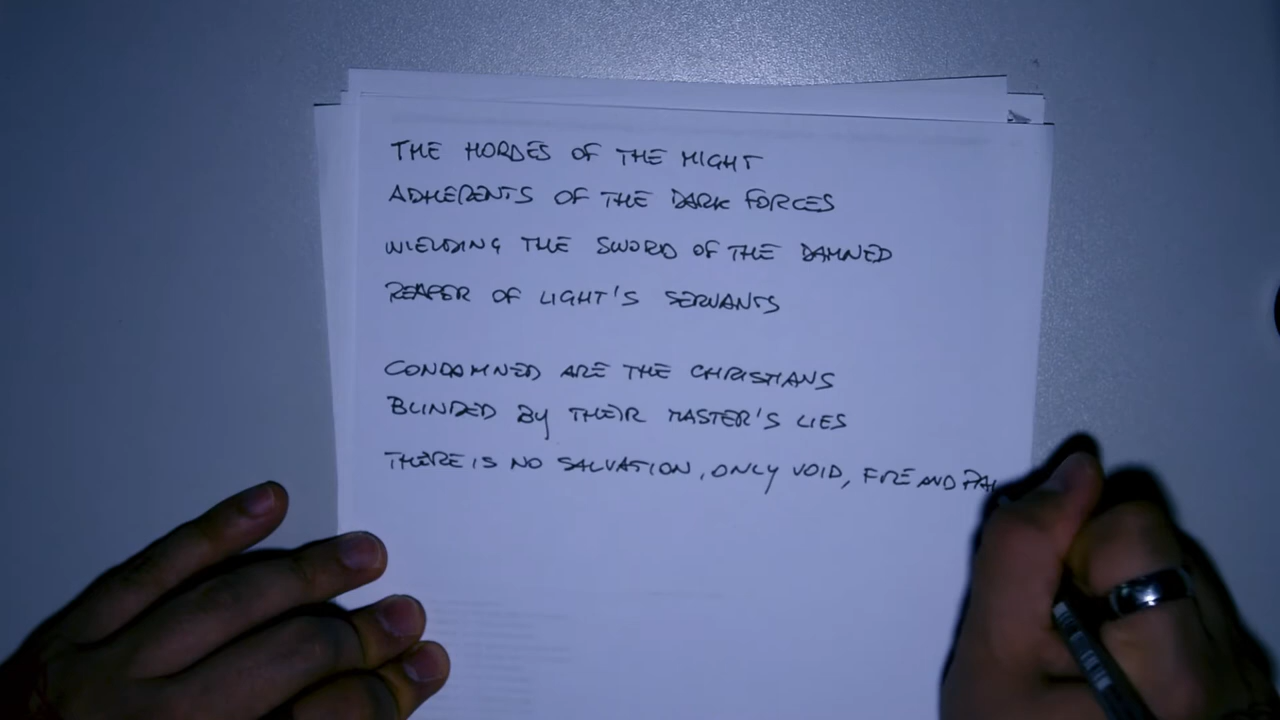 THE HORDES OF THE NIGHT
ADHERENTS OF THE DARK FORCES
WIELDING THE SWORD OF THE DAMNED
REAPER OF LIGHT'S SERVANTS
CONDAMNED ARE THE CHRISTIANS
BLINDED BY THEIR MASTER'S LIES
THERE IS NO SALVATION, ONLY VOID, FIRE AND